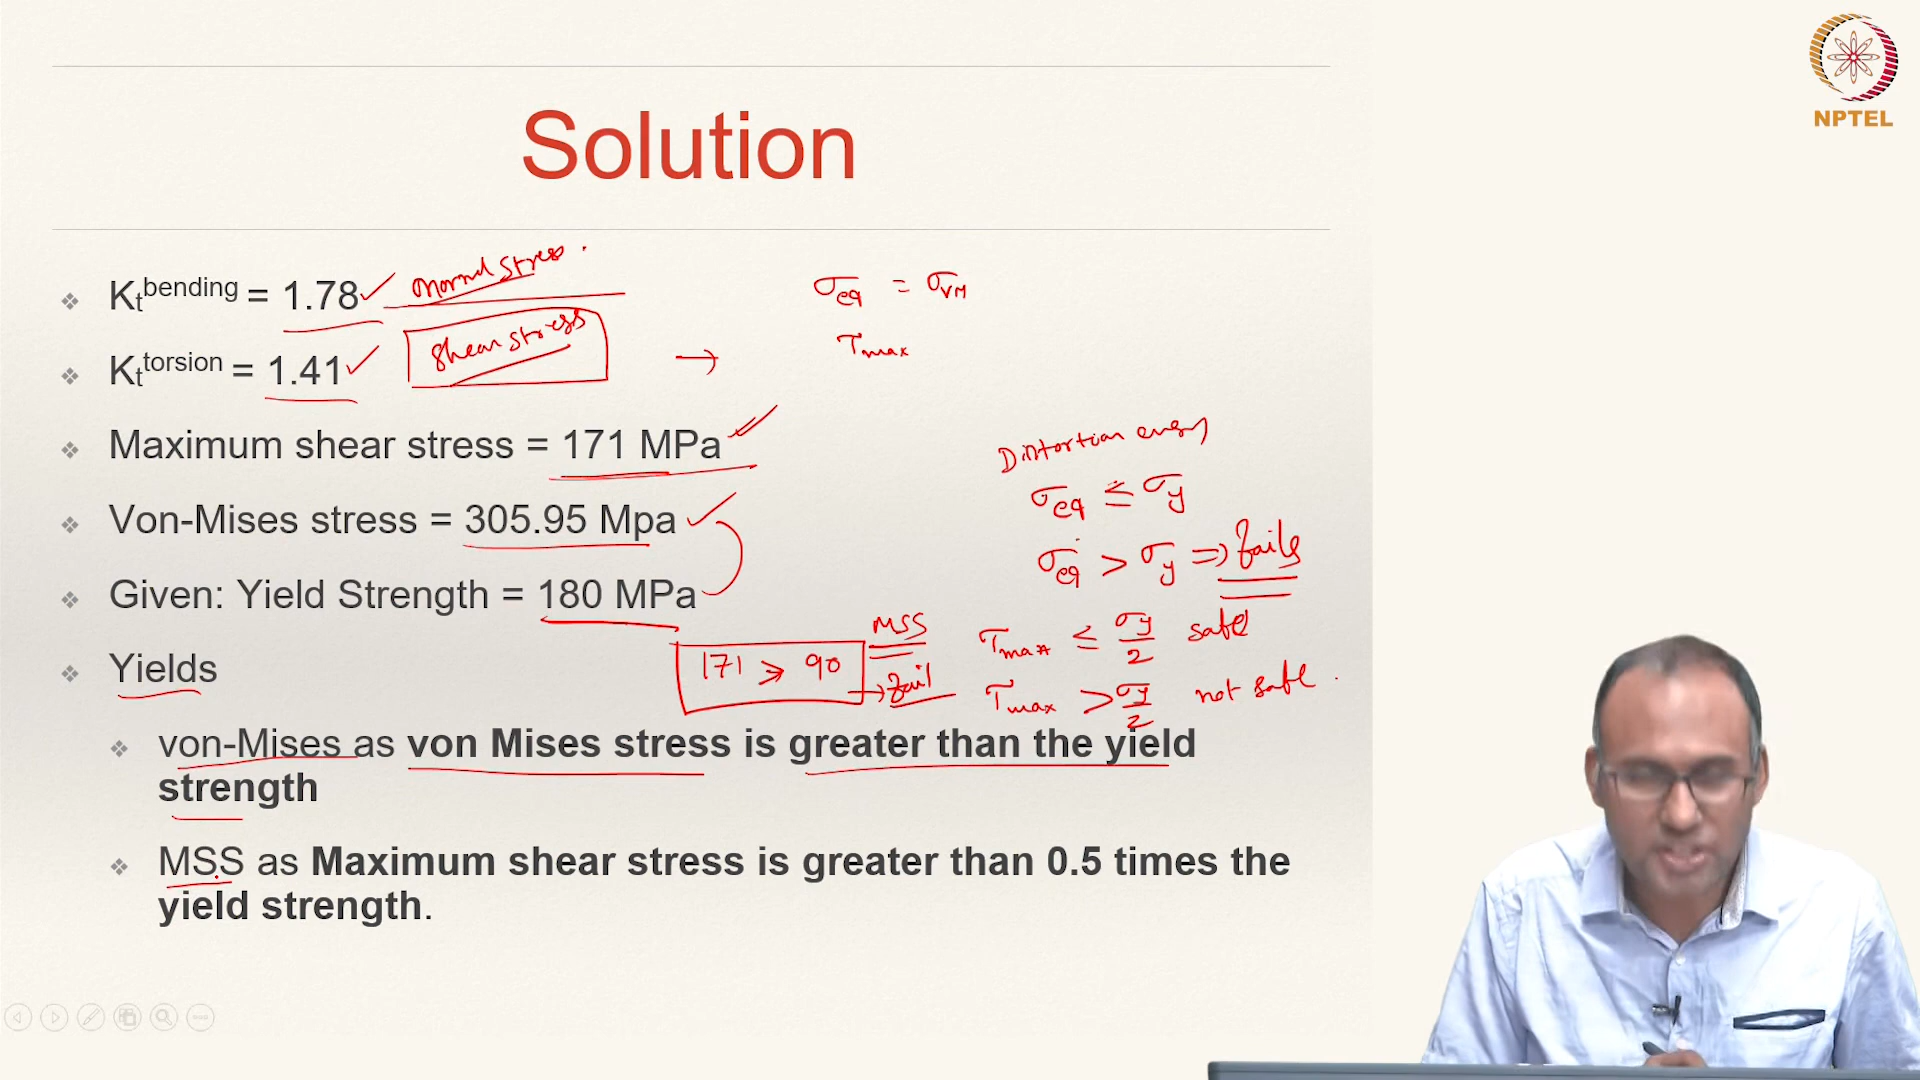 NPTEL
Solution
Kt^bending = 1.78 normal stress
Kt^torsion = 1.41 shear stress →
σeq = σVM
τmax
Maximum shear stress = 171 MPa
Von-Mises stress = 305.95 Mpa
Given: Yield Strength = 180 MPa
Distortion energy
σeq ≤ σy
σeq > σy ⇒ fails
MSS
171 > 90 → fail
τmax ≤ σy/2 safe
τmax > σy/2 not safe.
Yields
von-Mises as von Mises stress is greater than the yield
strength
MSS as Maximum shear stress is greater than 0.5 times the
yield strength.